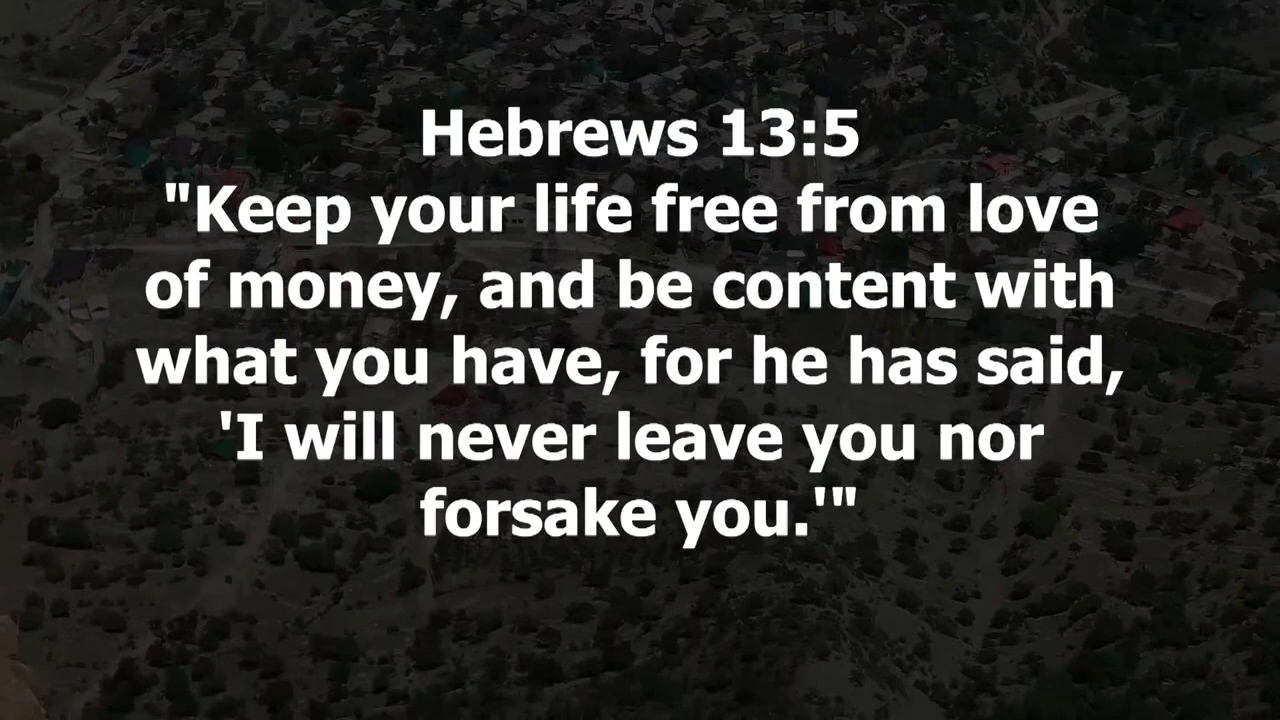 Hebrews 13:5
"Keep your life free from love
of money, and be content with
what you have, for he has said,
'I will never leave you nor
forsake you.'"